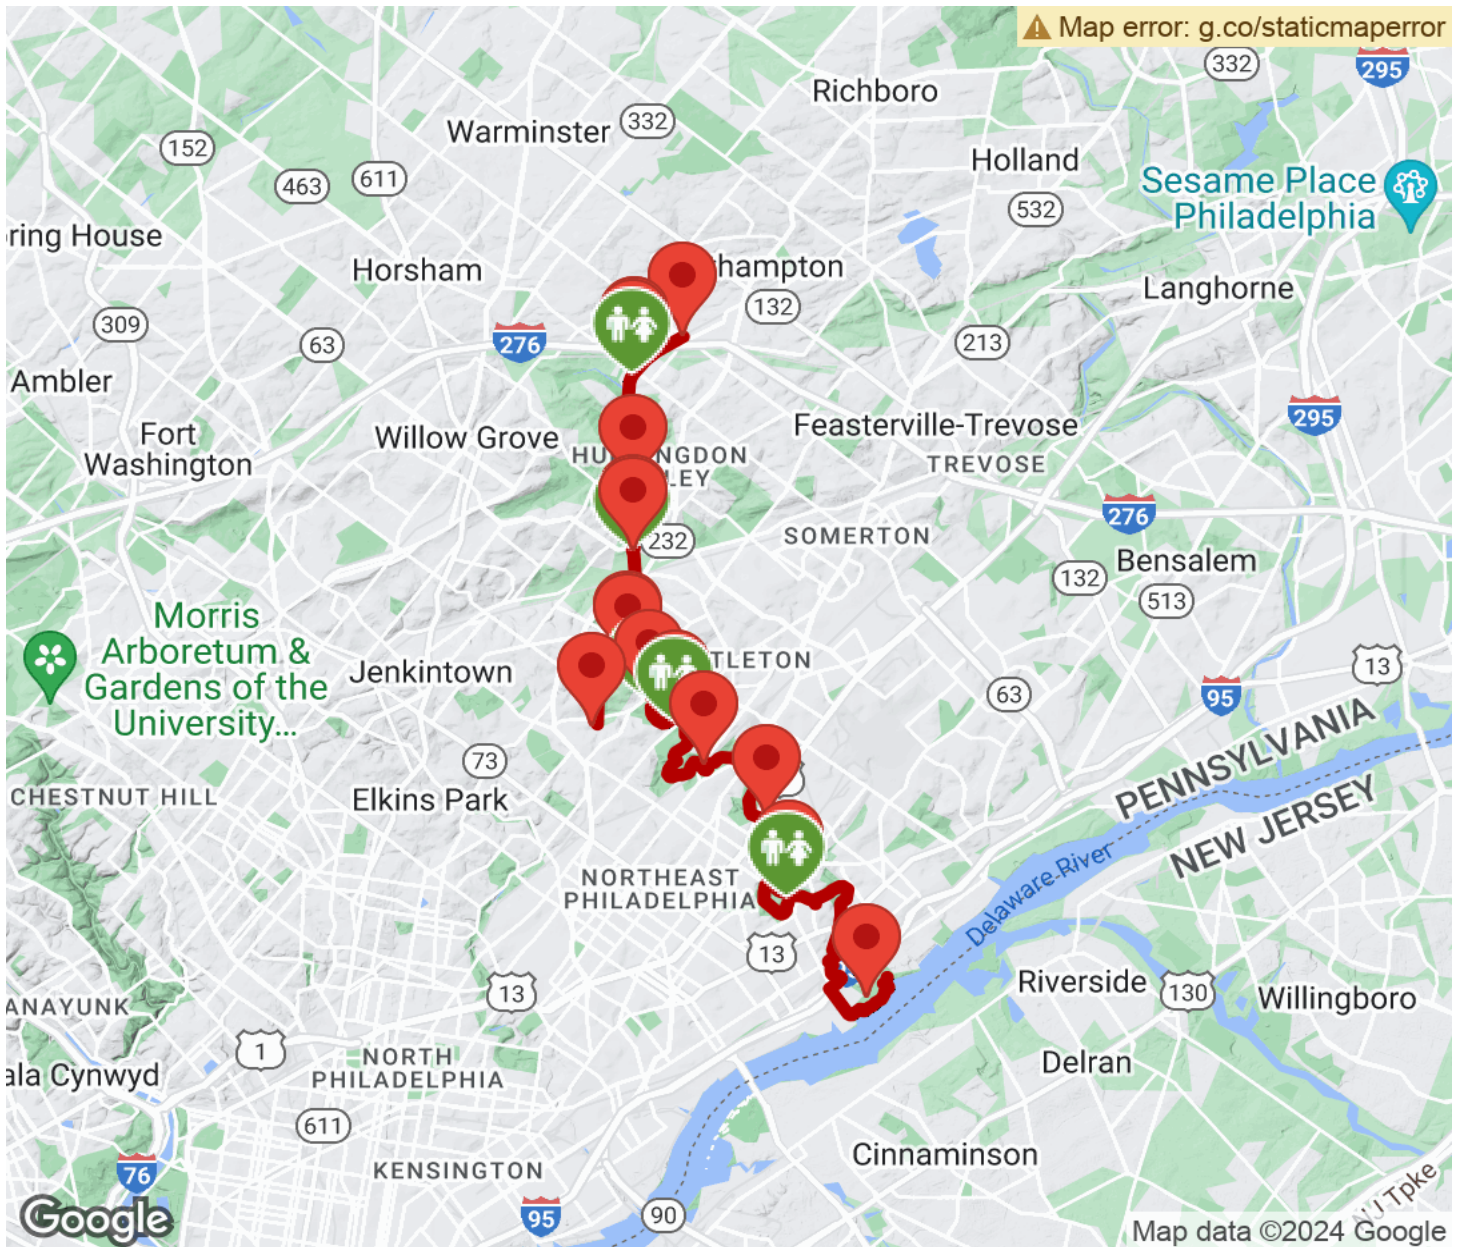 Map error: g.co/staticmaperror
332
295
Richboro
Warminster
332
152
Holland
463
611
Sesame Place
Philadelphia
532
ring House
Horsham
hampton
Langhorne
132
309
63
276
213
Ambler
295
Feasterville-Trevose
Fort
Washington
Willow Grove
HU NGDON
LEY
TREVOSE
276
SOMERTON
232
Bensalem
132
513
Morris
Arboretum &
Gardens of the
University...
Jenkintown
TLETON
13
63
95
PENNSYLVANIA
NEW JERSEY
73
CHESTNUT HILL
Elkins Park
Delaware River
NORTHEAST
PHILADELPHIA
13
13
Riverside
130
Willingboro
ANAYUNK
1
NORTH
PHILADELPHIA
Delran
ala Cynwyd
611
Cinnaminson
KENSINGTON
76
95
90
NJ Tpke
Google
Map data ©2024 Google